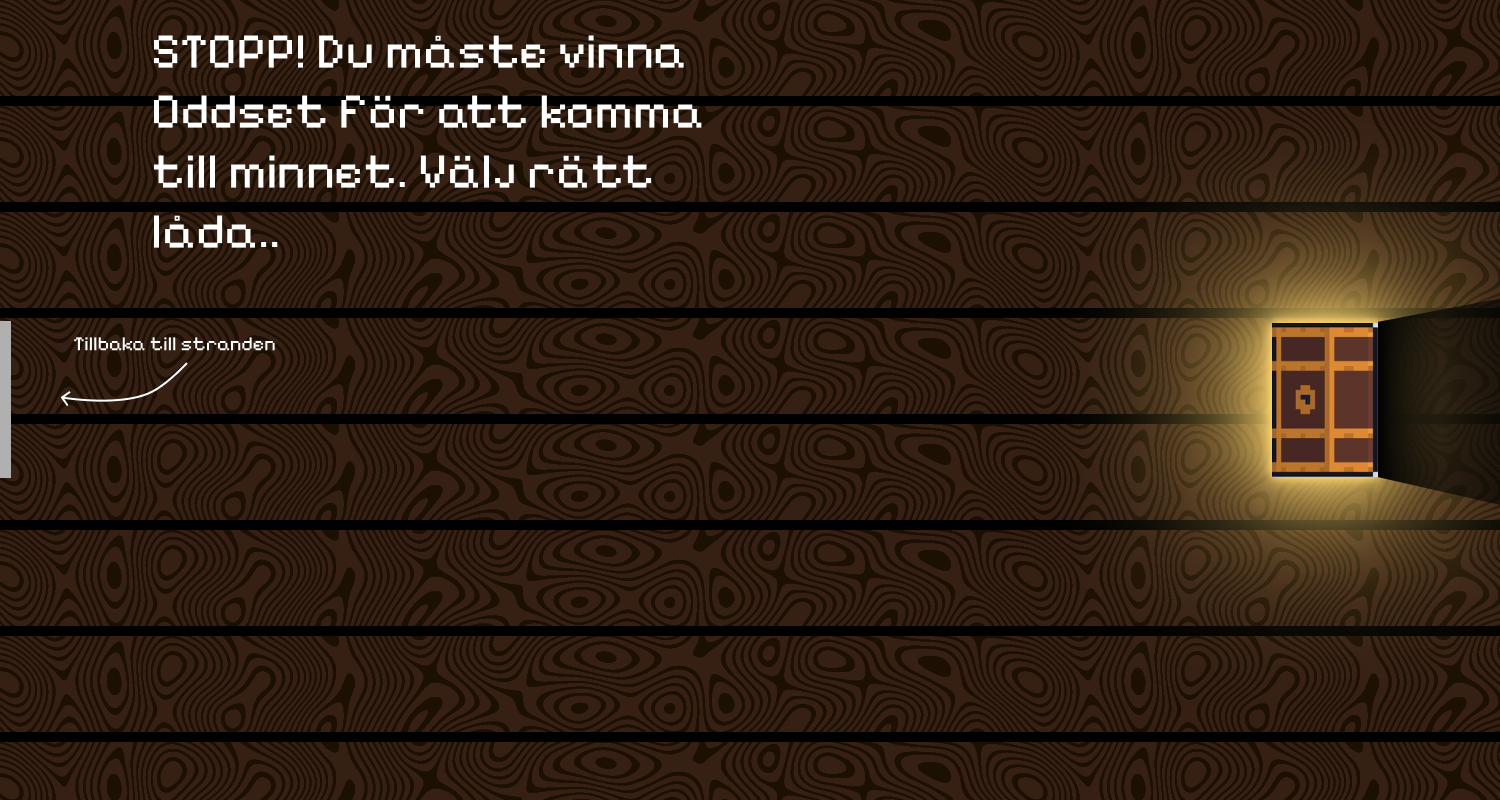 STOPP! Du måste vinna
Oddset för att komma
till minnet. Välj rätt
låda..
Tillbaka till stranden